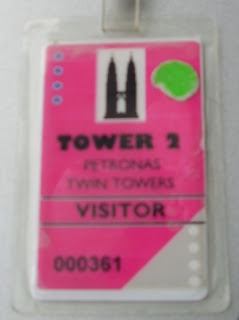 TOWER 2
PETRONAS
TWIN TOWERS
VISITOR
000361